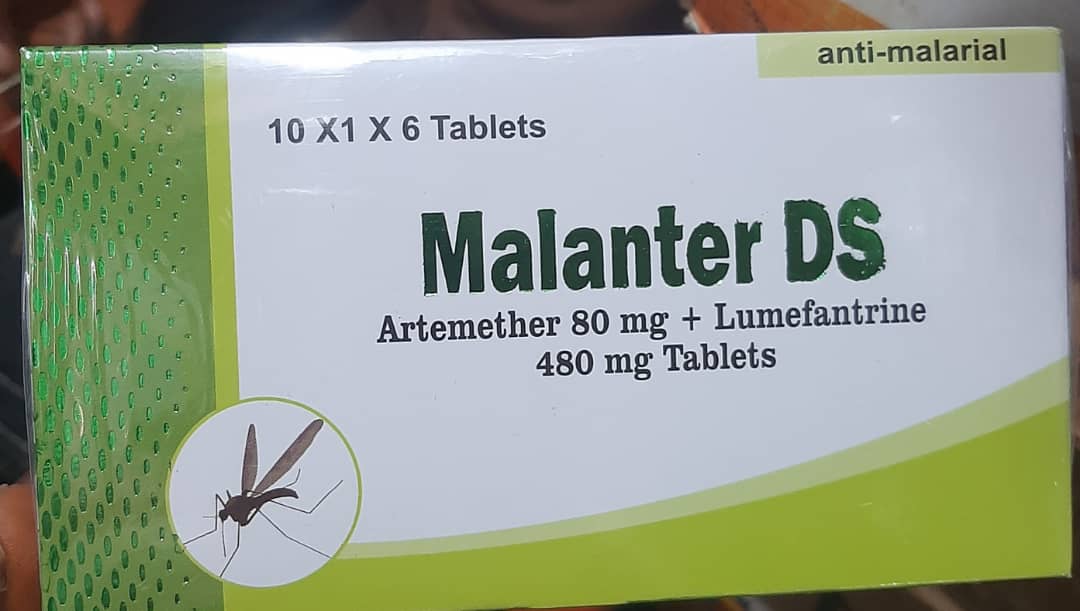 anti-malarial
10 X1 X 6 Tablets
Malanter DS
Artemether 80 mg + Lumefantrine
480 mg Tablets